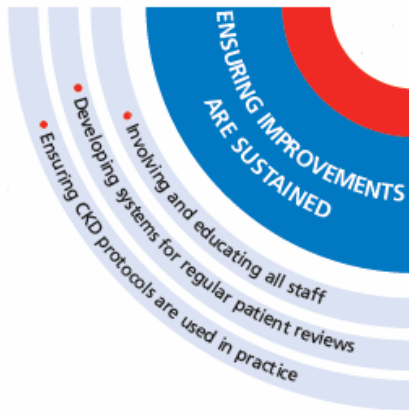 ENSURING IMPROVEMENTS
ARE SUSTAINED
• Involving and educating all staff
• Developing systems for regular patient reviews
• Ensuring CKD protocols are used in practice